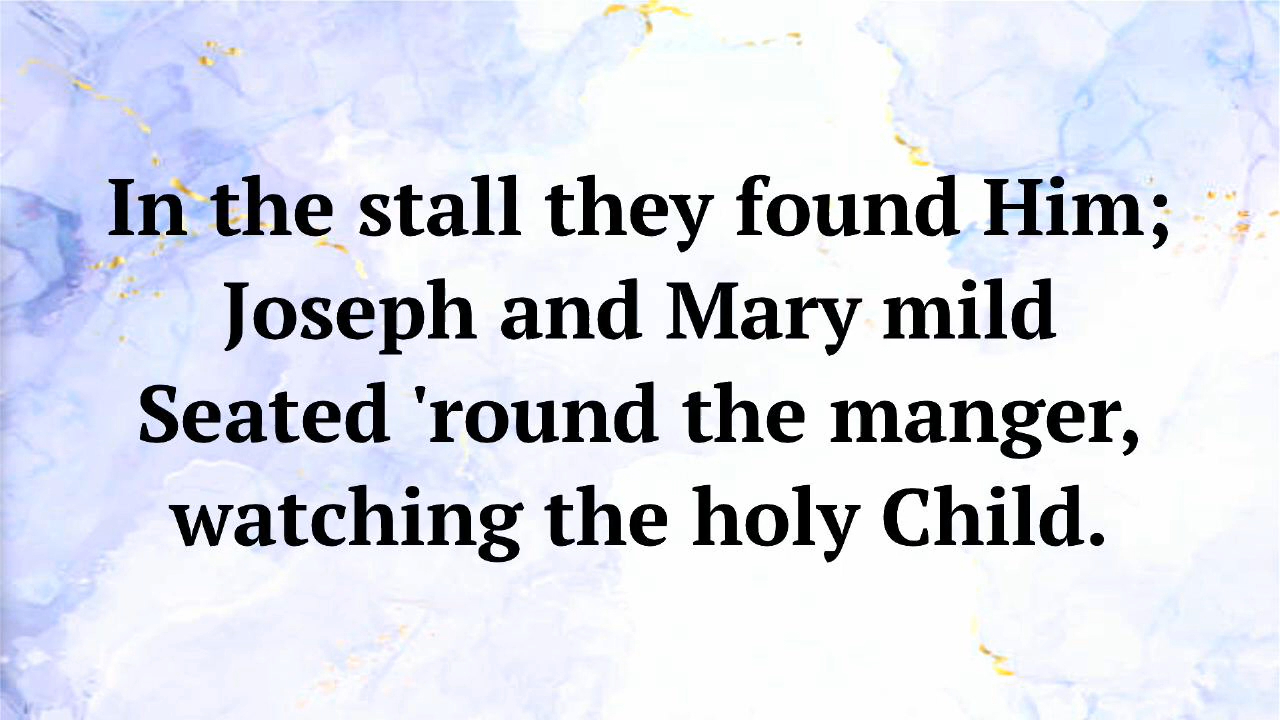 In the stall they found Him;
Joseph and Mary mild
Seated 'round the manger,
watching the holy Child.